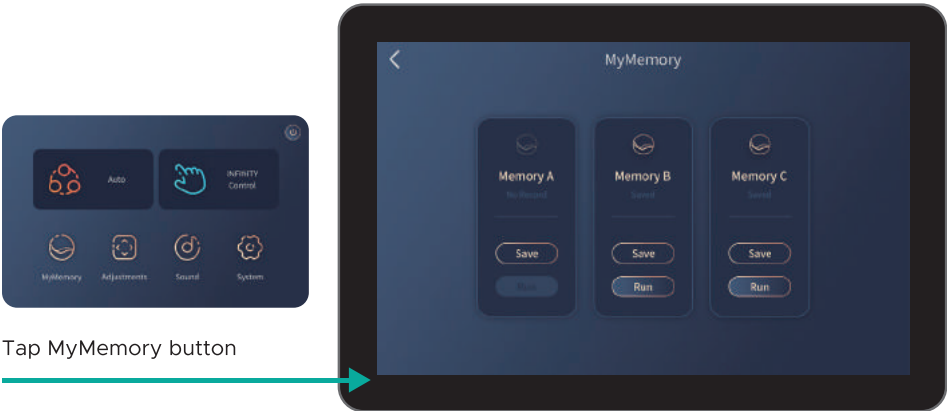 Auto
INFINITY
Control
MyMemory
Adjustments
Sound
System
Tap MyMemory button
MyMemory
Memory A
No Record
Save
Run
Memory B
Saved
Save
Run
Memory C
Saved
Save
Run